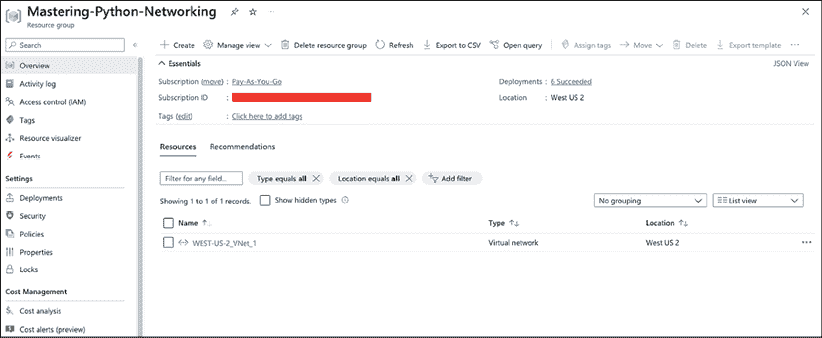 Mastering-Python-Networking
Resource group
Search
Create Manage view Delete resource group Refresh Export to CSV Open query Assign tags Move Delete Export template
Overview
Activity log
Access control (IAM)
Tags
Resource visualizer
Events
Settings
Deployments
Security
Policies
Properties
Locks
Cost Management
Cost analysis
Cost alerts (preview)
Essentials JSON View
Subscription (move) : Pay-As-You-Go Deployments : 6 Succeeded
Subscription ID : Location : West US 2
Tags (edit) : Click here to add tags
Resources Recommendations
Filter for any field... Type equals all Location equals all Add filter
Showing 1 to 1 of 1 records. Show hidden types No grouping List view
Name Type Location
WEST-US-2_VNet_1 Virtual network West US 2